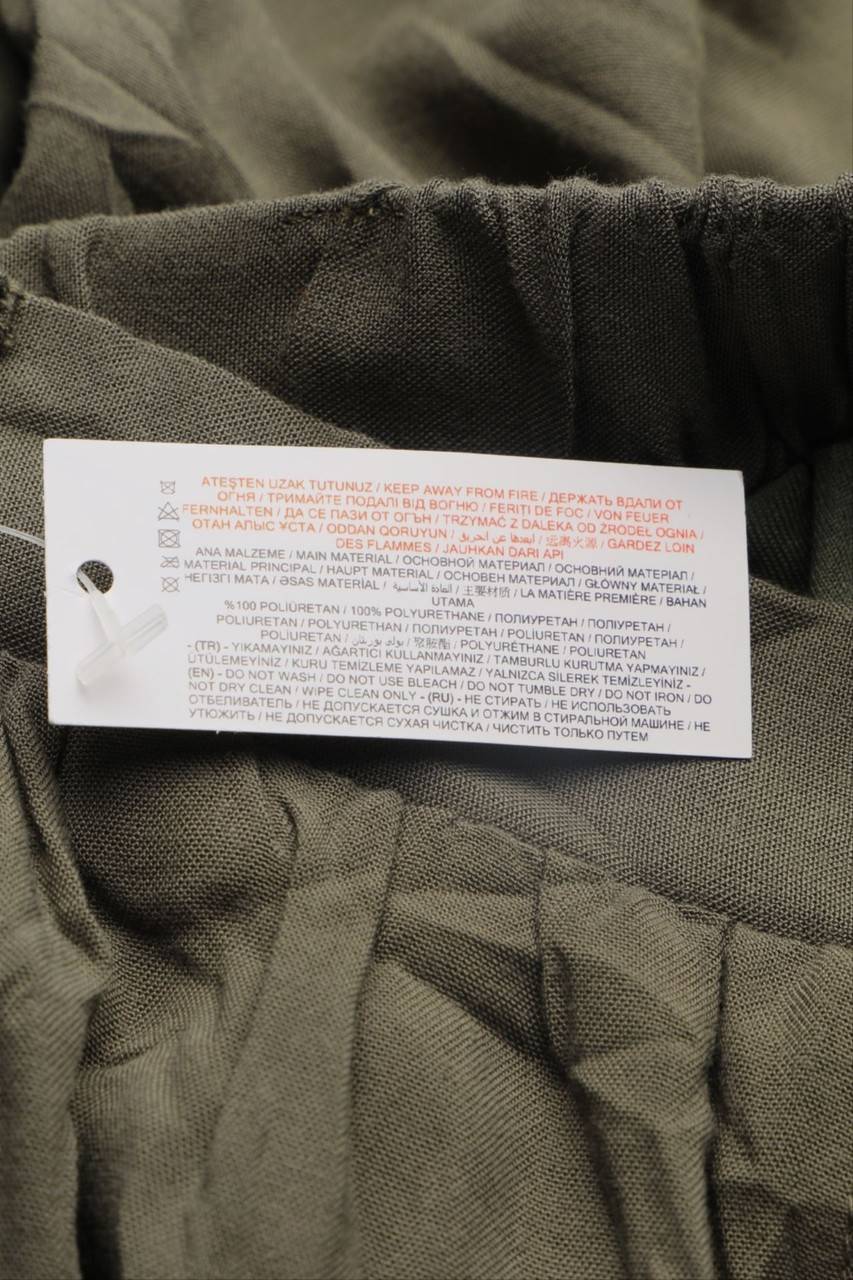 ATEŞTEN UZAK TUTUNUZ / KEEP AWAY FROM FIRE / ДЕРЖАТЬ ВДАЛИ ОТ
ОГНЯ / ТРИМАЙТЕ ПОДАЛІ ВІД ВОГНЮ / FERIȚI DE FOC / VON FEUER
FERNHALTEN / ДА СЕ ПАЗИ ОТ ОГЪН / TRZYMAĆ Z DALEKA OD ŹRÓDEŁ OGNIA /
ОТАН АЛЫС ҰСТА / ODDAN QORUYUN / أبعدها عن الحريق / 远离火源 / GARDEZ LOIN
DES FLAMMES / JAUHKAN DARI API
ANA MALZEME / MAIN MATERIAL / ОСНОВНОЙ МАТЕРИАЛ / ОСНОВНИЙ МАТЕРІАЛ /
MATERIAL PRINCIPAL / HAUPT MATERIAL / ОСНОВЕН МАТЕРИАЛ / GŁÓWNY MATERIAŁ /
НЕГІЗГІ МАТА / ƏSAS MATERİAL / المادة الأساسية / 主要材质 / LA MATIÈRE PREMIÈRE / BAHAN
UTAMA
%100 POLİÜRETAN / 100% POLYURETHANE / ПОЛИУРЕТАН / ПОЛІУРЕТАН /
POLIURETAN / POLYURETHAN / ПОЛИУРЕТАН / POLIURETAN / ПОЛИУРЕТАН /
POLİURETAN / بولي يورثان / 聚胺酯 / POLYURÉTHANE / POLIURETAN
- (TR) - YIKAMAYINIZ / AĞARTICI KULLANMAYINIZ / TAMBURLU KURUTMA YAPMAYINIZ /
ÜTÜLEMEYİNİZ / KURU TEMİZLEME YAPILAMAZ / YALNIZCA SİLEREK TEMİZLEYİNİZ -
(EN) - DO NOT WASH / DO NOT USE BLEACH / DO NOT TUMBLE DRY / DO NOT IRON / DO
NOT DRY CLEAN / WIPE CLEAN ONLY - (RU) - НЕ СТИРАТЬ / НЕ ИСПОЛЬЗОВАТЬ
ОТБЕЛИВАТЕЛЬ / НЕ ДОПУСКАЕТСЯ СУШКА И ОТЖИМ В СТИРАЛЬНОЙ МАШИНЕ / НЕ
УТЮЖИТЬ / НЕ ДОПУСКАЕТСЯ СУХАЯ ЧИСТКА / ЧИСТИТЬ ТОЛЬКО ПУТЕМ